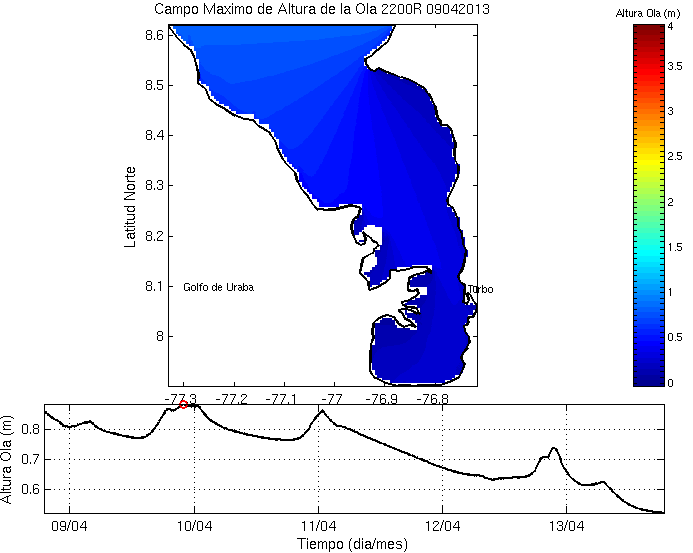 Campo Maximo de Altura de la Ola 2200R 09042013
Altura Ola (m)
8.6
8.5
8.4
8.3
8.2
8.1
8
Latitud Norte
Golfo de Uraba
Turbo
4
3.5
3
2.5
2
1.5
1
0.5
0
-77.3 -77.2 -77.1 -77 -76.9 -76.8
0.8
0.7
0.6
Altura Ola (m)
09/04 10/04 11/04 12/04 13/04
Tiempo (dia/mes)